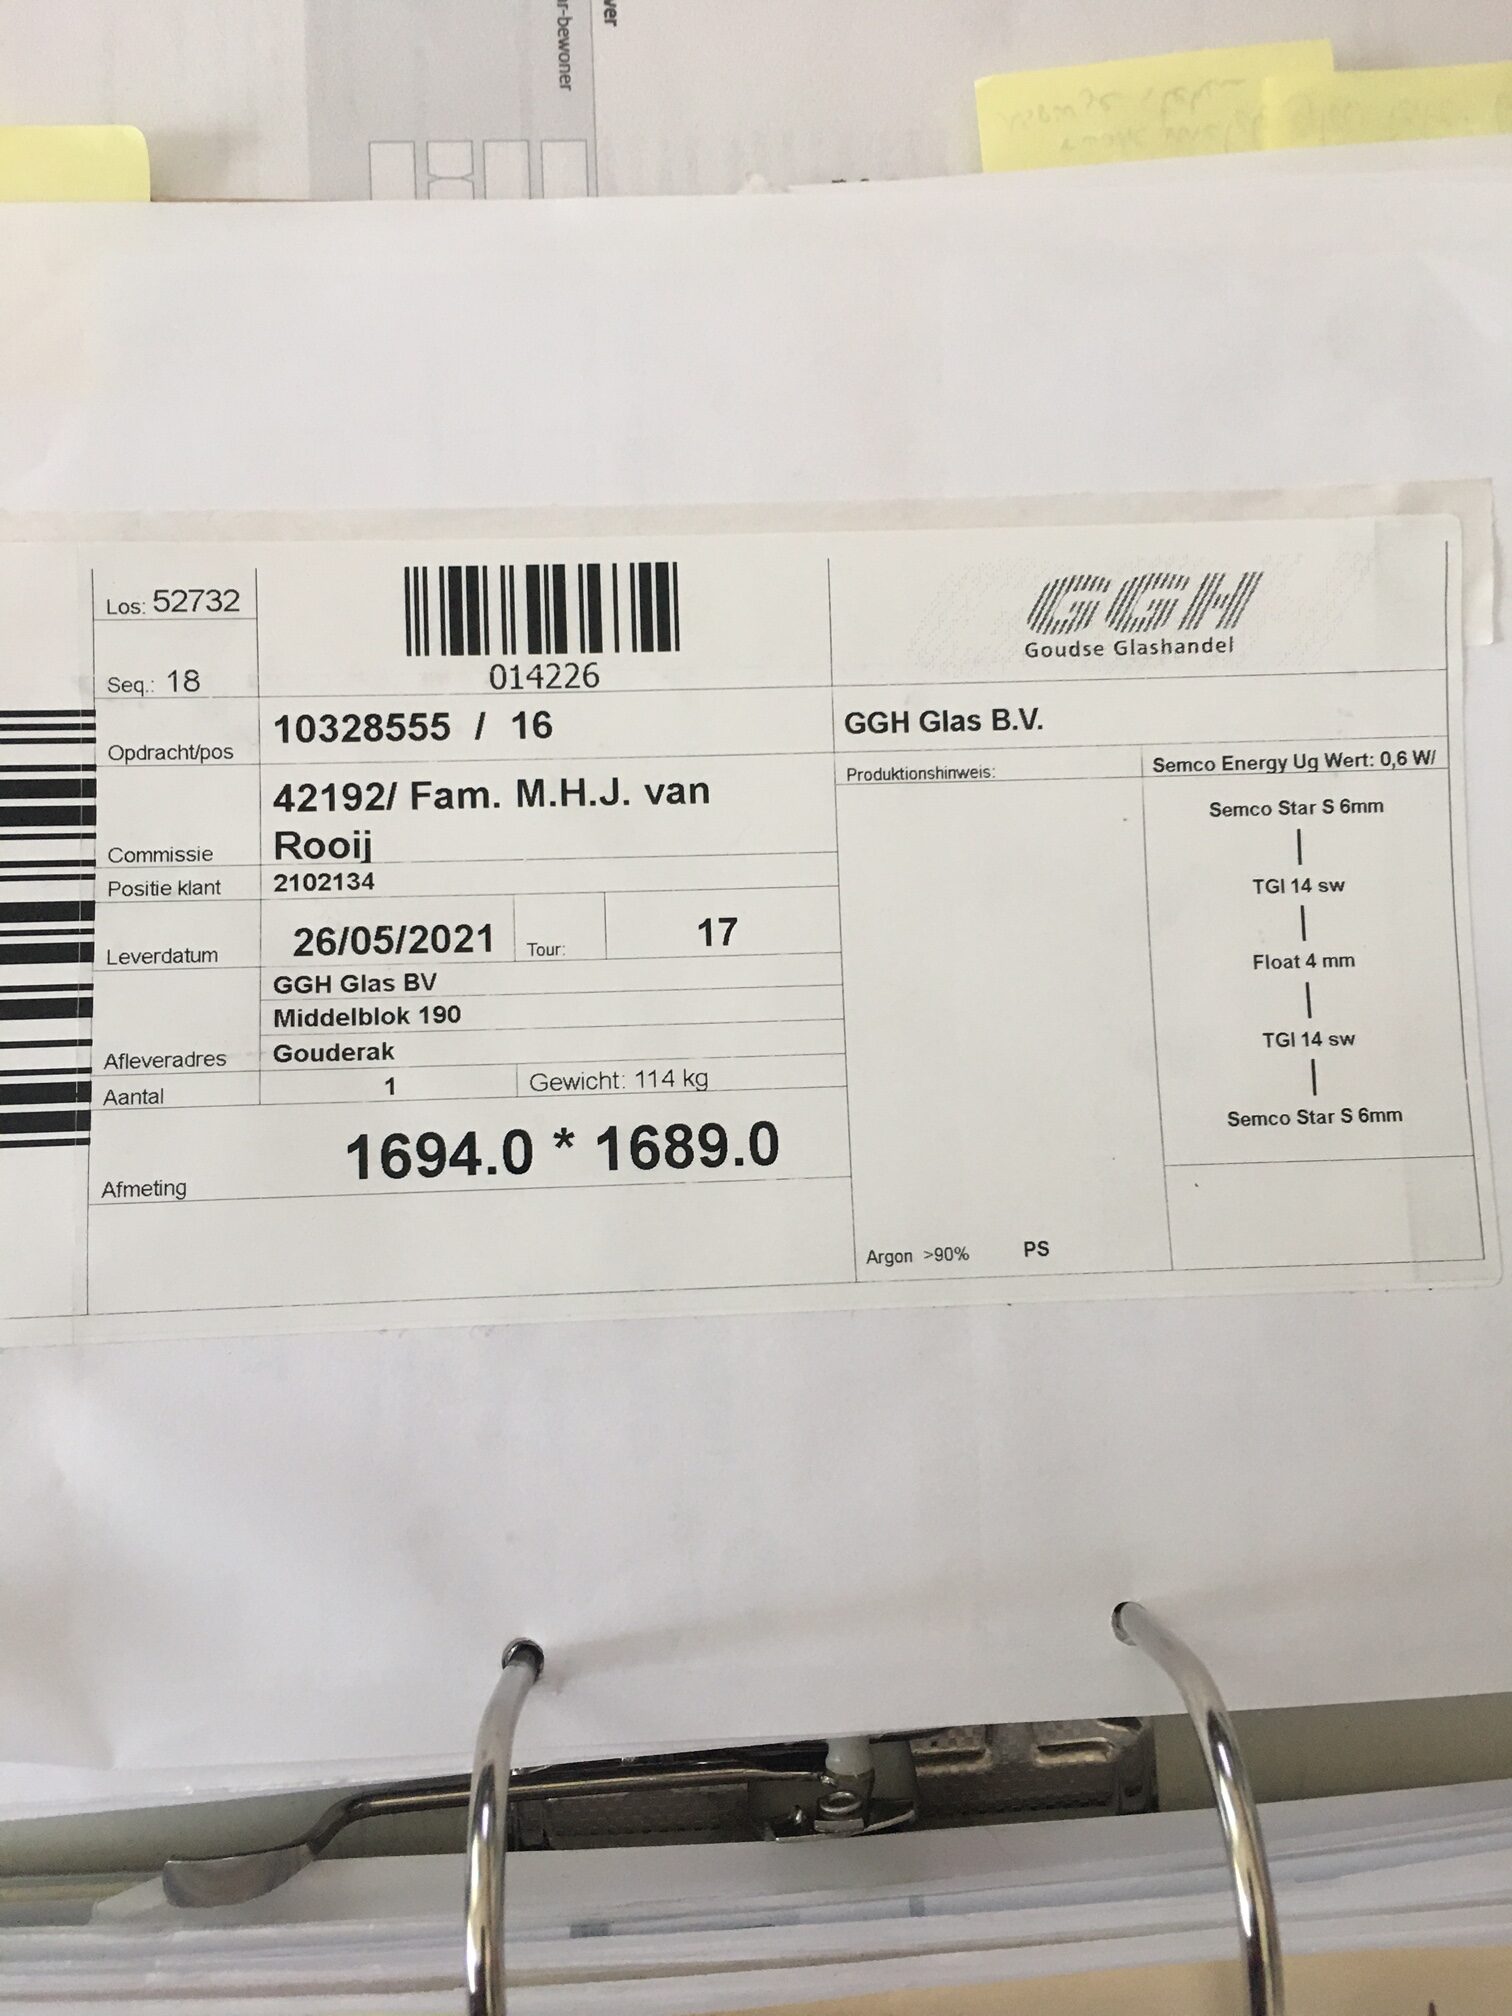 ver
r-bewoner
Los: 52732
Seq.: 18
014226
GGH
Goudse Glashandel
Opdracht/pos
10328555 / 16
GGH Glas B.V.
Commissie
42192/ Fam. M.H.J. van
Rooij
Produktionshinweis:
Semco Energy Ug Wert: 0,6 W/
Semco Star S 6mm
TGI 14 sw
Float 4 mm
TGI 14 sw
Semco Star S 6mm
Positie klant
2102134
Leverdatum
26/05/2021
Tour:
17
Afleveradres
GGH Glas BV
Middelblok 190
Gouderak
Aantal
1
Gewicht: 114 kg
Afmeting
1694.0 * 1689.0
Argon >90%
PS